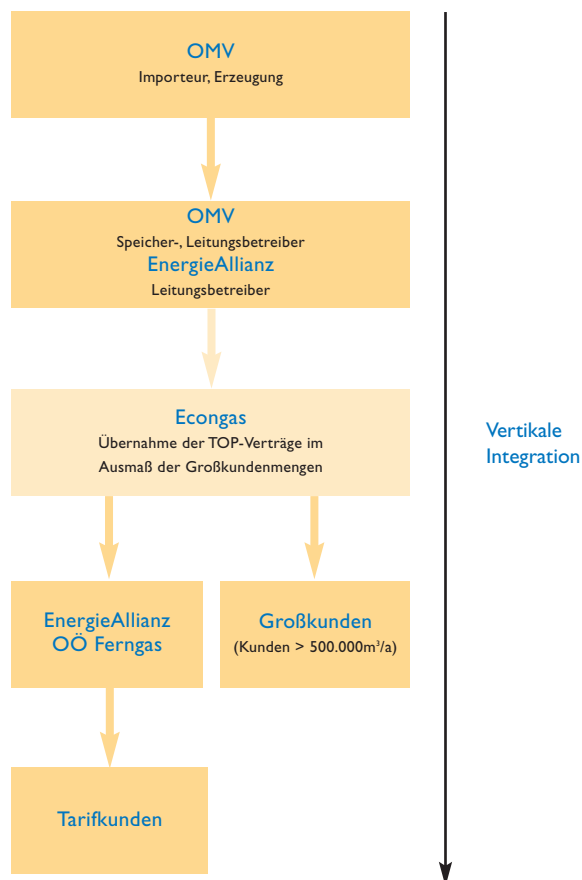 OMV
Importeur, Erzeugung
OMV
Speicher-, Leitungsbetreiber
EnergieAllianz
Leitungsbetreiber
Econgas
Übernahme der TOP-Verträge im
Ausmaß der Großkundenmengen
Vertikale
Integration
EnergieAllianz
OÖ Ferngas
Großkunden
(Kunden > 500.000m³/a)
Tarifkunden